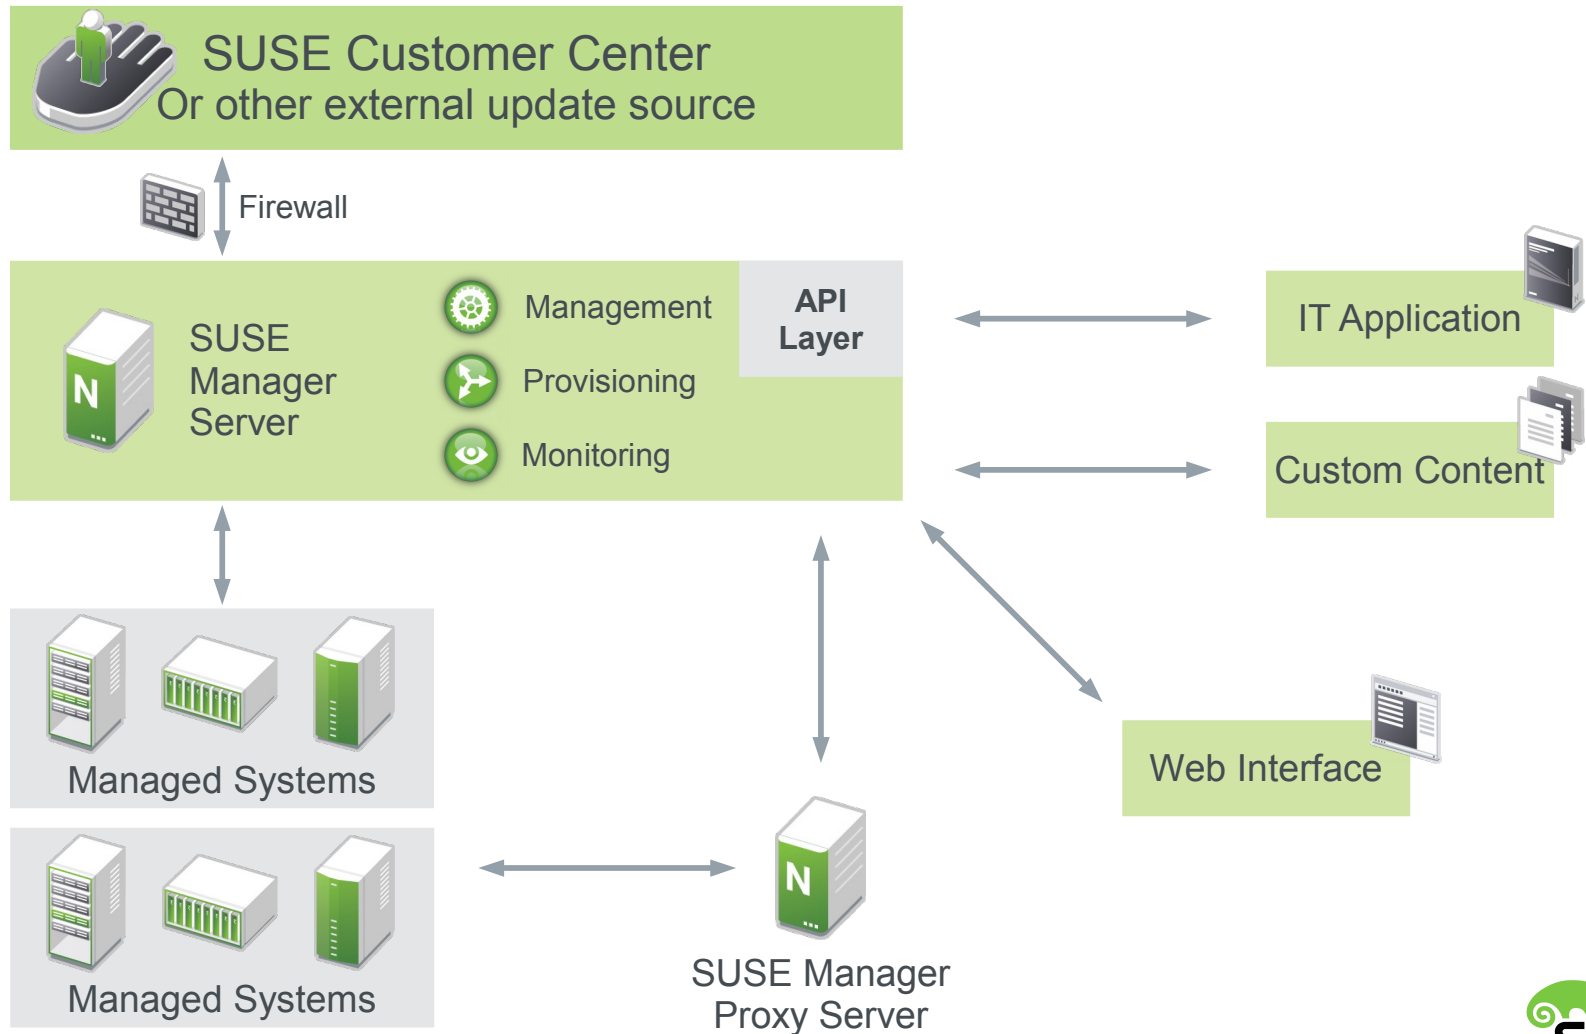 SUSE Customer Center
Or other external update source
Firewall
SUSE
Manager
Server
Management
Provisioning
Monitoring
API
Layer
IT Application
Custom Content
Managed Systems
Web Interface
Managed Systems
SUSE Manager
Proxy Server
N
N